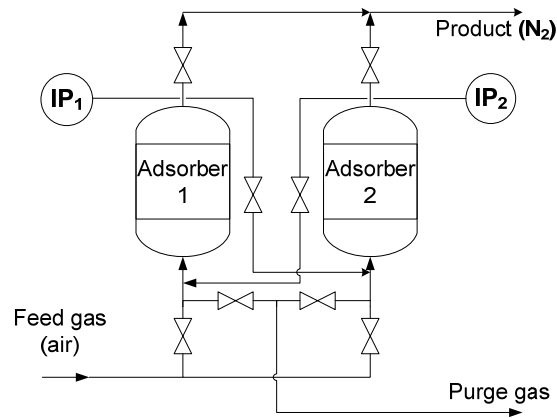 Product (N₂)
IP₁
IP₂
Adsorber
1
Adsorber
2
Feed gas
(air)
Purge gas